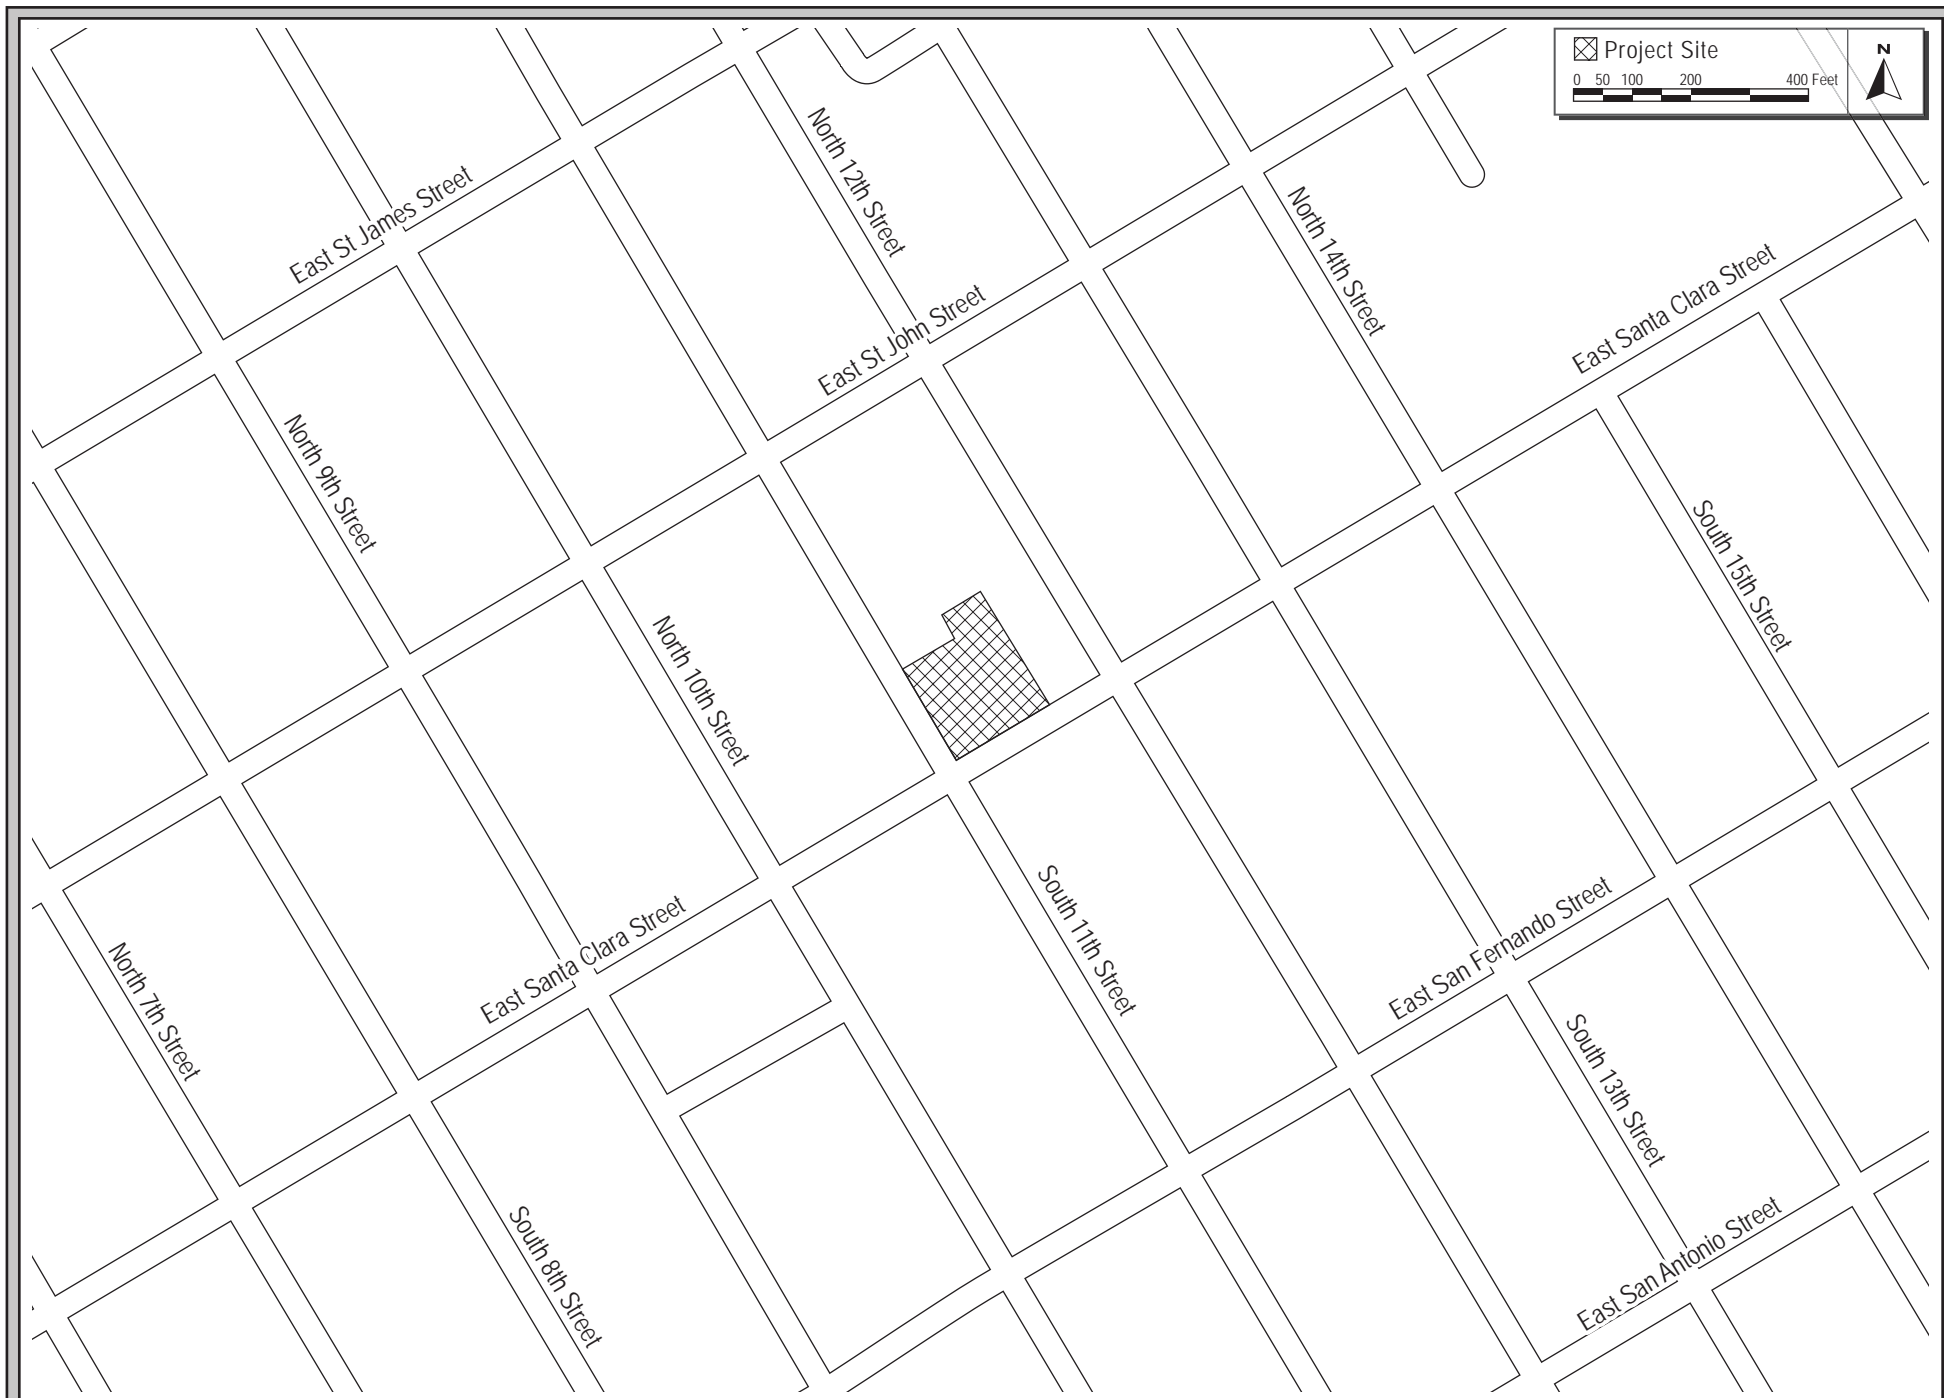 Project Site
N
0 50 100 200 400 Feet
North 12th Street
East St James Street
North 14th Street
East Santa Clara Street
East St John Street
North 9th Street
South 15th Street
North 10th Street
South 11th Street
East San Fernando Street
East Santa Clara Street
North 7th Street
South 13th Street
South 8th Street
East San Antonio Street